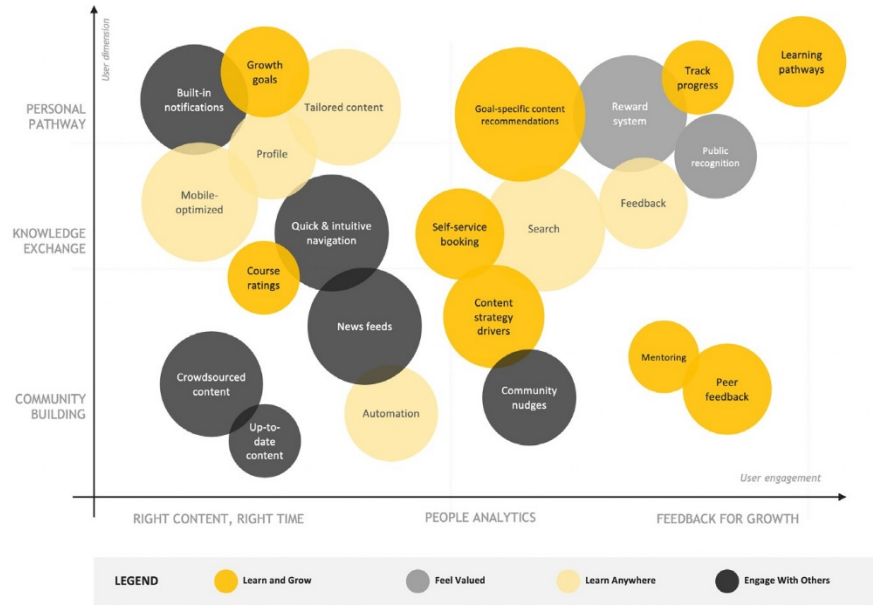 User dimension
PERSONAL
PATHWAY
KNOWLEDGE
EXCHANGE
COMMUNITY
BUILDING
Built-in
notifications
Growth
goals
Tailored content
Profile
Mobile-
optimized
Quick & intuitive
navigation
Course
ratings
News feeds
Crowdsourced
content
Up-to-
date
content
Automation
Goal-specific content
recommendations
Reward
system
Track
progress
Learning
pathways
Public
recognition
Feedback
Self-service
booking
Search
Content
strategy
drivers
Community
nudges
Mentoring
Peer
feedback
User engagement
RIGHT CONTENT, RIGHT TIME
PEOPLE ANALYTICS
FEEDBACK FOR GROWTH
LEGEND
Learn and Grow
Feel Valued
Learn Anywhere
Engage With Others